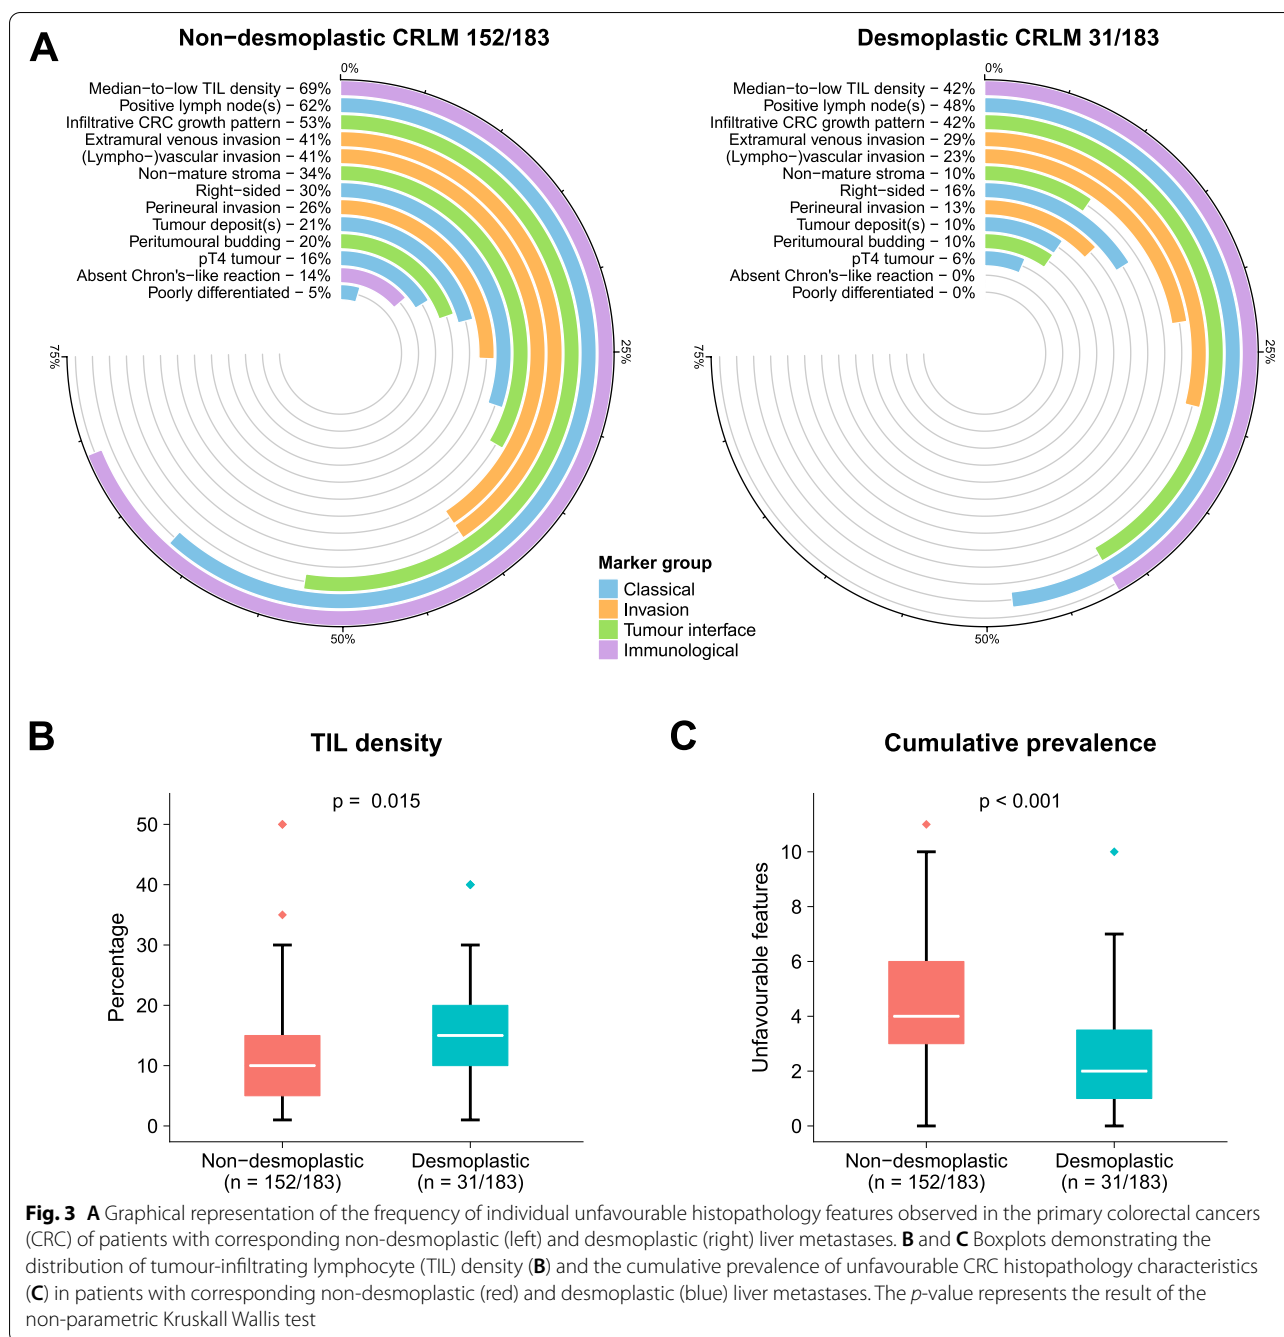 A
Non−desmoplastic CRLM 152/183
0%
Median−to−low TIL density − 69%
Positive lymph node(s) − 62%
Infiltrative CRC growth pattern − 53%
Extramural venous invasion − 41%
(Lympho−)vascular invasion − 41%
Non−mature stroma − 34%
Right−sided − 30%
Perineural invasion − 26%
Tumour deposit(s) − 21%
Peritumoural budding − 20%
pT4 tumour − 16%
Absent Chron's−like reaction − 14%
Poorly differentiated − 5%
25%
50%
75%
Desmoplastic CRLM 31/183
0%
Median−to−low TIL density − 42%
Positive lymph node(s) − 48%
Infiltrative CRC growth pattern − 42%
Extramural venous invasion − 29%
(Lympho−)vascular invasion − 23%
Non−mature stroma − 10%
Right−sided − 16%
Perineural invasion − 13%
Tumour deposit(s) − 10%
Peritumoural budding − 10%
pT4 tumour − 6%
Absent Chron's−like reaction − 0%
Poorly differentiated − 0%
25%
50%
75%
Marker group
Classical
Invasion
Tumour interface
Immunological
B
TIL density
p = 0.015
Percentage
50
40
30
20
10
0
Non−desmoplastic
(n = 152/183)
Desmoplastic
(n = 31/183)
C
Cumulative prevalence
p < 0.001
Unfavourable features
10
8
6
4
2
0
Non−desmoplastic
(n = 152/183)
Desmoplastic
(n = 31/183)
Fig. 3 A Graphical representation of the frequency of individual unfavourable histopathology features observed in the primary colorectal cancers
(CRC) of patients with corresponding non-desmoplastic (left) and desmoplastic (right) liver metastases. B and C Boxplots demonstrating the
distribution of tumour-infiltrating lymphocyte (TIL) density (B) and the cumulative prevalence of unfavourable CRC histopathology characteristics
(C) in patients with corresponding non-desmoplastic (red) and desmoplastic (blue) liver metastases. The p-value represents the result of the
non-parametric Kruskall Wallis test